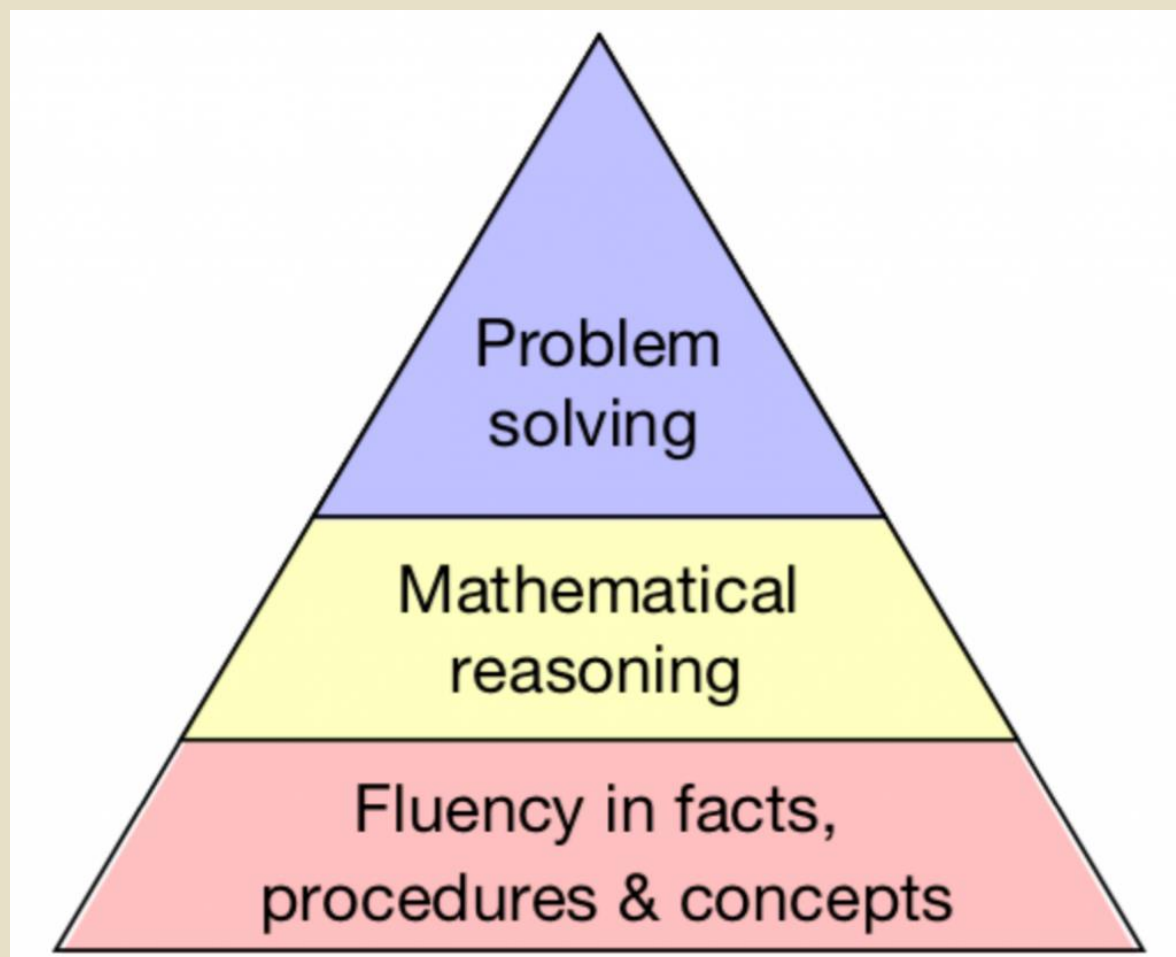 Problem
solving
Mathematical
reasoning
Fluency in facts,
procedures & concepts